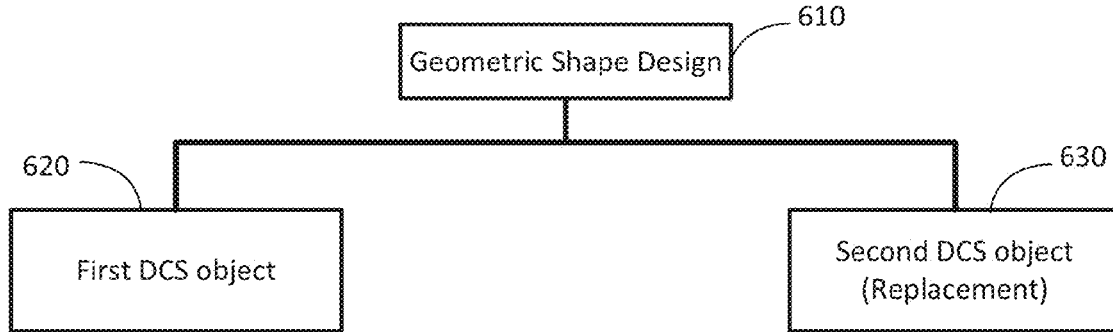 610
Geometric Shape Design
620
630
First DCS object
Second DCS object
(Replacement)